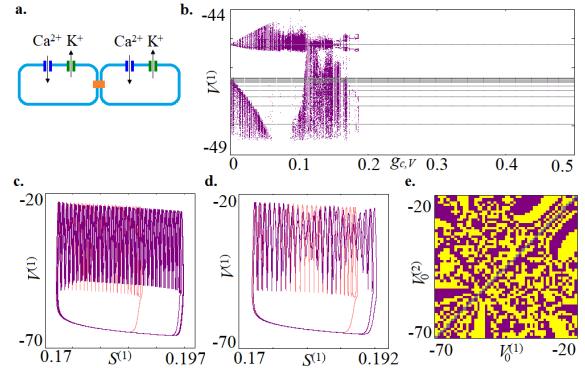 a.
Ca2+ K+ Ca2+ K+
b.
-44
V(1)
-49
0 0.1 0.2 gc,V 0.3 0.4 0.5
c.
-20
V(1)
-70
0.17 S(1) 0.197
d.
-20
V(1)
-70
0.17 S(1) 0.192
e.
-20
V0(2)
-70
-70 V0(1) -20